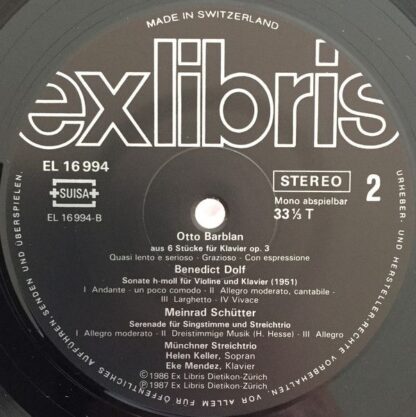 MADE IN SWITZERLAND
exlibris
EL 16 994
SUISA
EL 16 994-B
STEREO
2
Mono abspielbar
33⅓ T
Otto Barblan
aus 6 Stücke für Klavier op. 3
Quasi lento e serioso - Grazioso - Con espressione
Benedict Dolf
Sonate h-moll für Violine und Klavier (1951)
I Andante - un poco comodo - II Allegro moderato, cantabile -
III Larghetto - IV Vivace
Meinrad Schütter
Serenade für Singstimme und Streichtrio
I Allegro moderato - II Dreistimmige Musik (H. Hesse) - III Allegro
Münchner Streichtrio
Helen Keller, Sopran
Eke Mendez, Klavier
©1986 Ex Libris Dietikon-Zürich
℗1987 Ex Libris Dietikon-Zürich
URHEBER- UND HERSTELLER-RECHTE VORBEHALTEN. VOR ALLEM FÜR ÖFFENTLICHES AUFFÜHREN, SENDEN UND ÜBERSPIELEN.